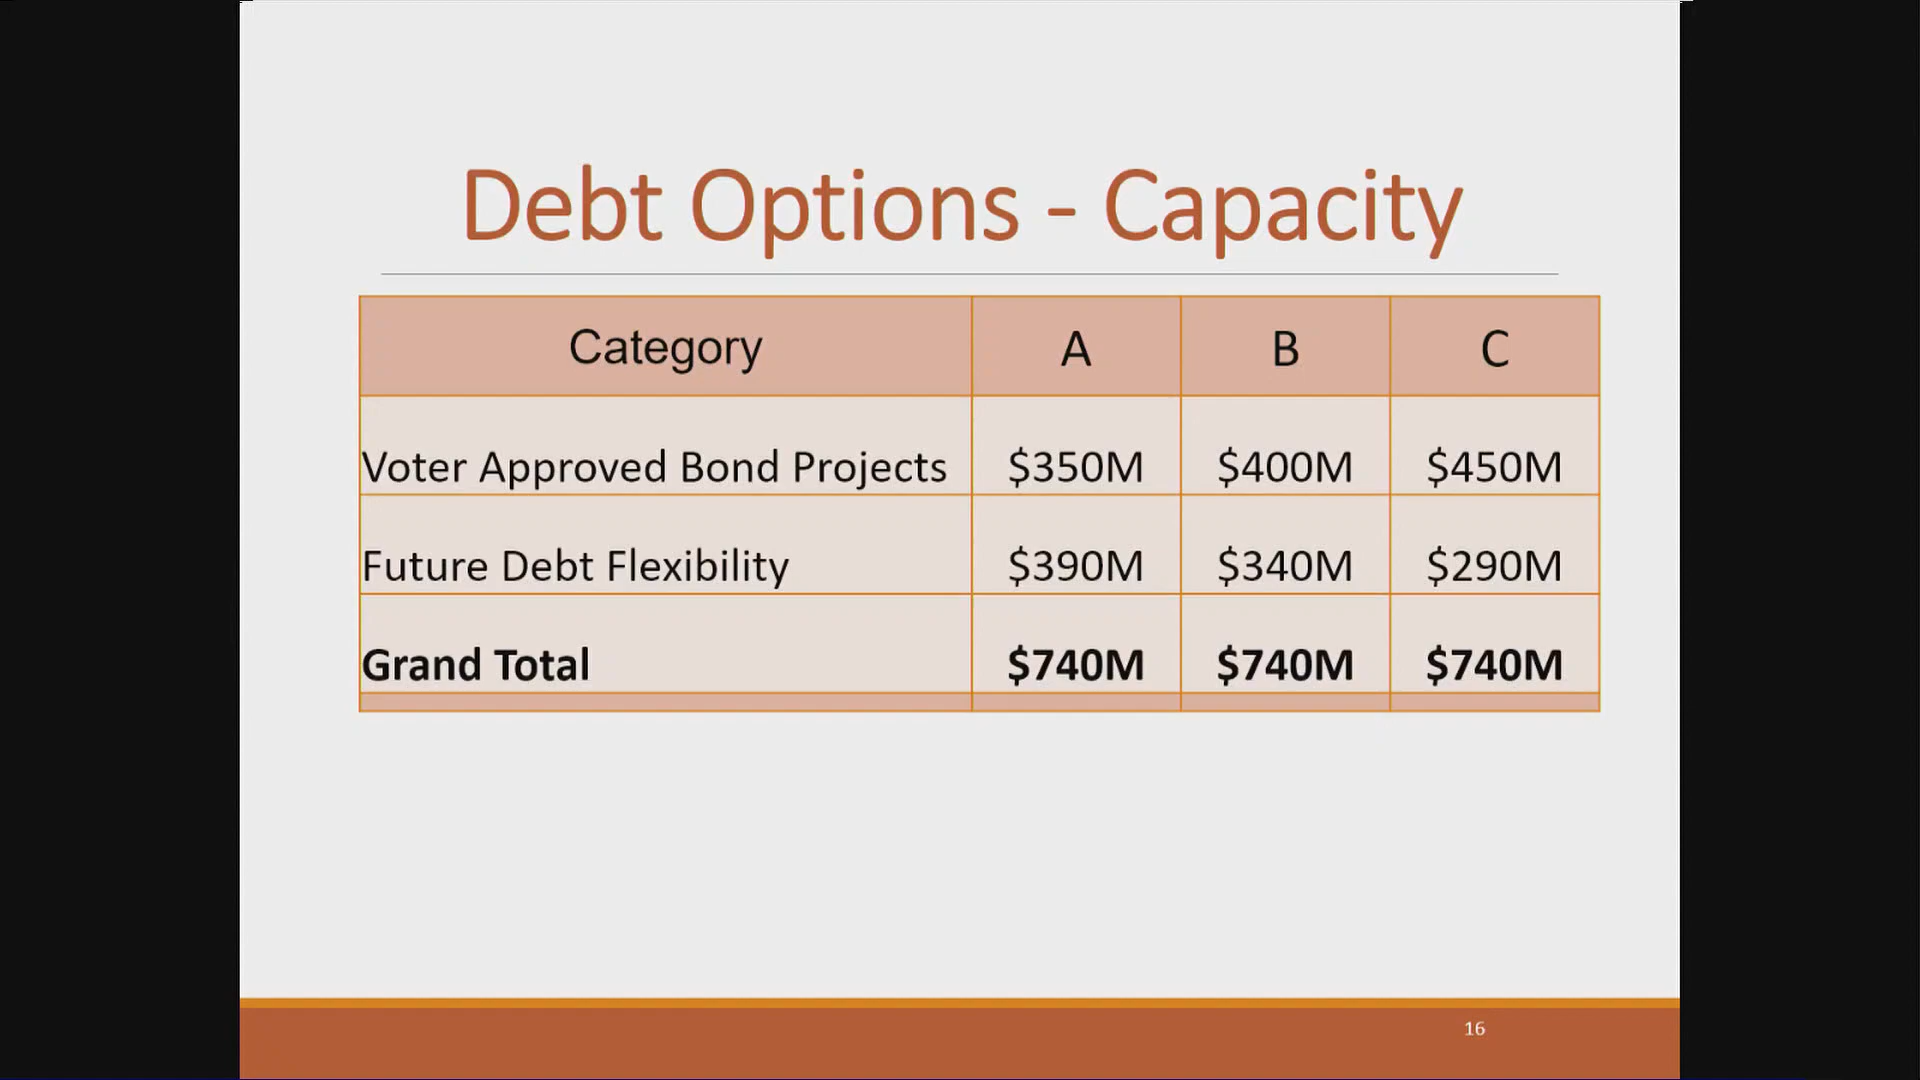 Debt Options - Capacity
Category A B C
Voter Approved Bond Projects $350M $400M $450M
Future Debt Flexibility $390M $340M $290M
Grand Total $740M $740M $740M
16